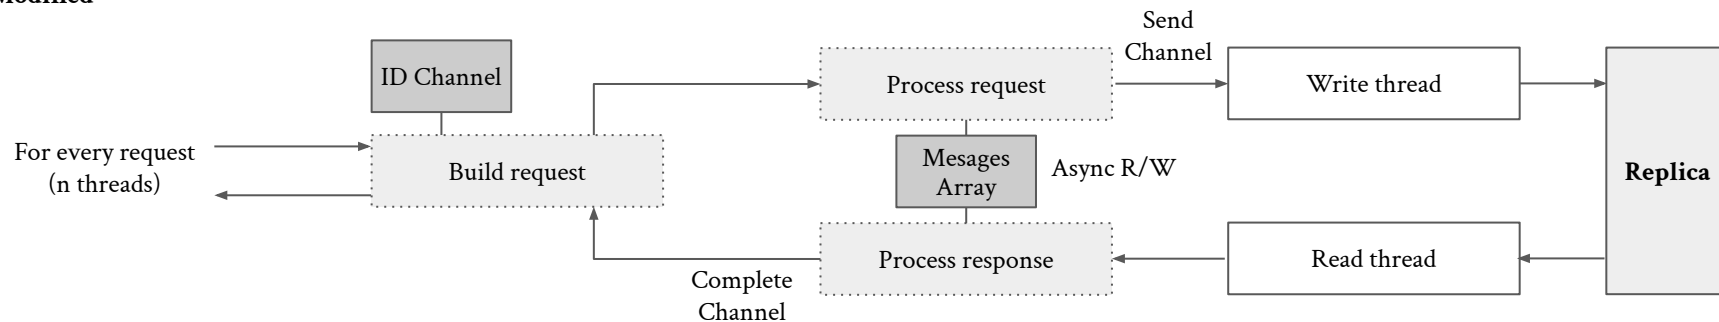 Modified
Send
Channel
ID Channel
Process request
Write thread
For every request
(n threads)
Build request
Mesages
Array
Async R/W
Replica
Process response
Read thread
Complete
Channel